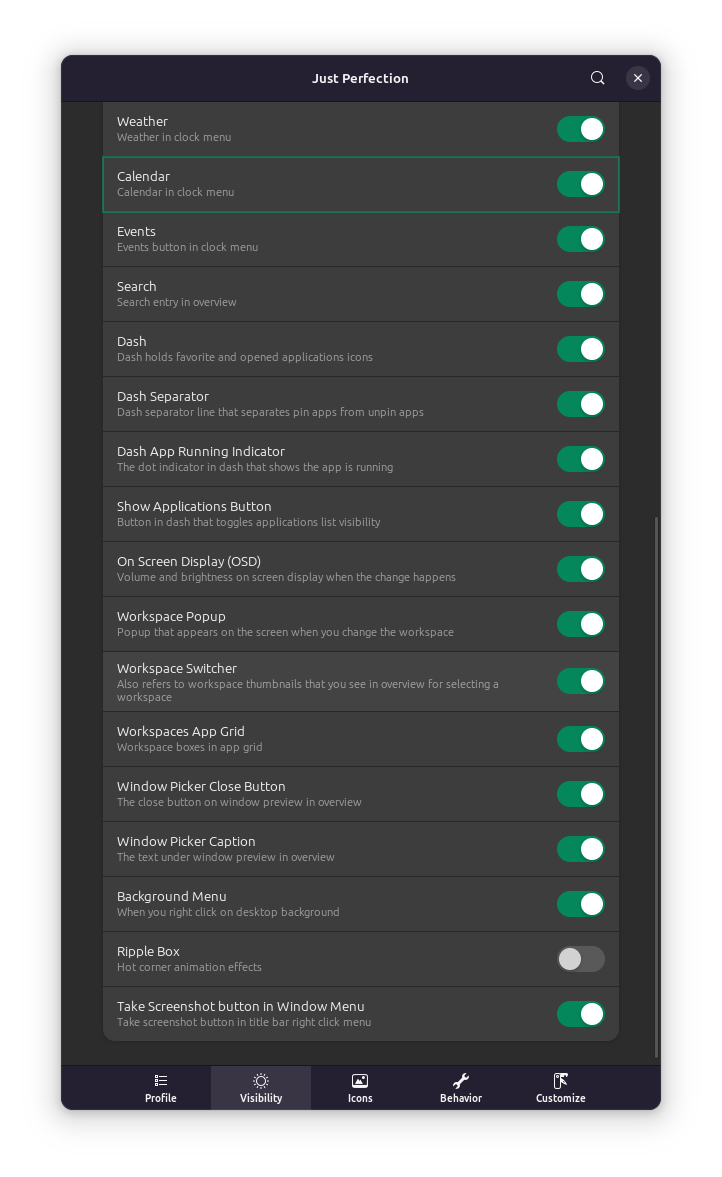 Just Perfection
Weather
Weather in clock menu
Calendar
Calendar in clock menu
Events
Events button in clock menu
Search
Search entry in overview
Dash
Dash holds favorite and opened applications icons
Dash Separator
Dash separator line that separates pin apps from unpin apps
Dash App Running Indicator
The dot indicator in dash that shows the app is running
Show Applications Button
Button in dash that toggles applications list visibility
On Screen Display (OSD)
Volume and brightness on screen display when the change happens
Workspace Popup
Popup that appears on the screen when you change the workspace
Workspace Switcher
Also refers to workspace thumbnails that you see in overview for selecting a
workspace
Workspaces App Grid
Workspace boxes in app grid
Window Picker Close Button
The close button on window preview in overview
Window Picker Caption
The text under window preview in overview
Background Menu
When you right click on desktop background
Ripple Box
Hot corner animation effects
Take Screenshot button in Window Menu
Take screenshot button in title bar right click menu
Profile
Visibility
Icons
Behavior
Customize